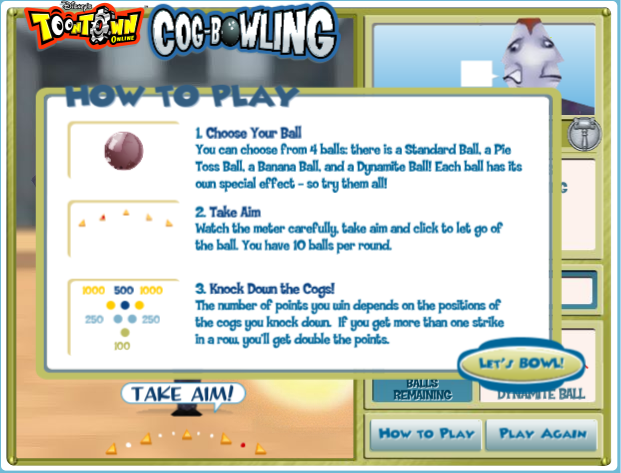 Disney's
TOONTOWN
ONLINE
COG-BOWLING
HOW TO PLAY
1. Choose Your Ball
You can choose from 4 balls: there is a Standard Ball, a Pie
Toss Ball, a Banana Ball, and a Dynamite Ball! Each ball has its
own special effect - so try them all!
2. Take Aim
Watch the meter carefully, take aim and click to let go of
the ball. You have 10 balls per round.
1000 500 1000
250 250
100
3. Knock Down the Cogs!
The number of points you win depends on the positions of
the cogs you knock down. If you get more than one strike
in a row, you'll get double the points.
LET'S BOWL!
TAKE AIM!
BALLS
REMAINING
DYNAMITE BALL
HOW TO PLAY
PLAY AGAIN